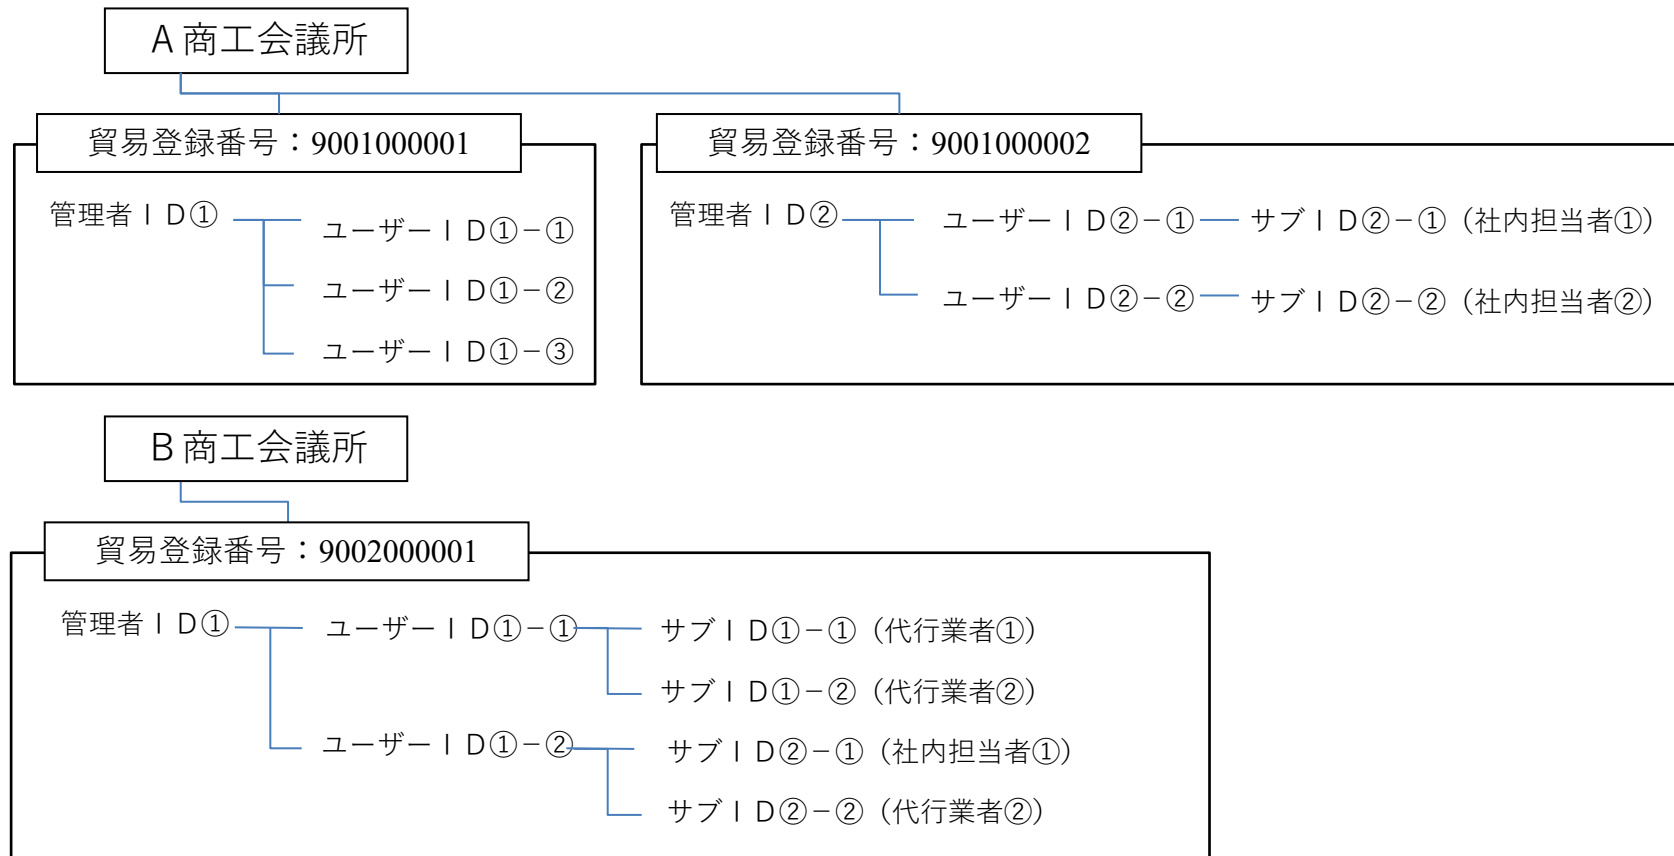 A商工会議所
貿易登録番号：9001000001
管理者ＩＤ①
ユーザーＩＤ①－①
ユーザーＩＤ①－②
ユーザーＩＤ①－③
貿易登録番号：9001000002
管理者ＩＤ②
ユーザーＩＤ②－①
サブＩＤ②－①（社内担当者①）
ユーザーＩＤ②－②
サブＩＤ②－②（社内担当者②）
B商工会議所
貿易登録番号：9002000001
管理者ＩＤ①
ユーザーＩＤ①－①
サブＩＤ①－①（代行業者①）
サブＩＤ①－②（代行業者②）
ユーザーＩＤ①－②
サブＩＤ②－①（社内担当者①）
サブＩＤ②－②（代行業者②）